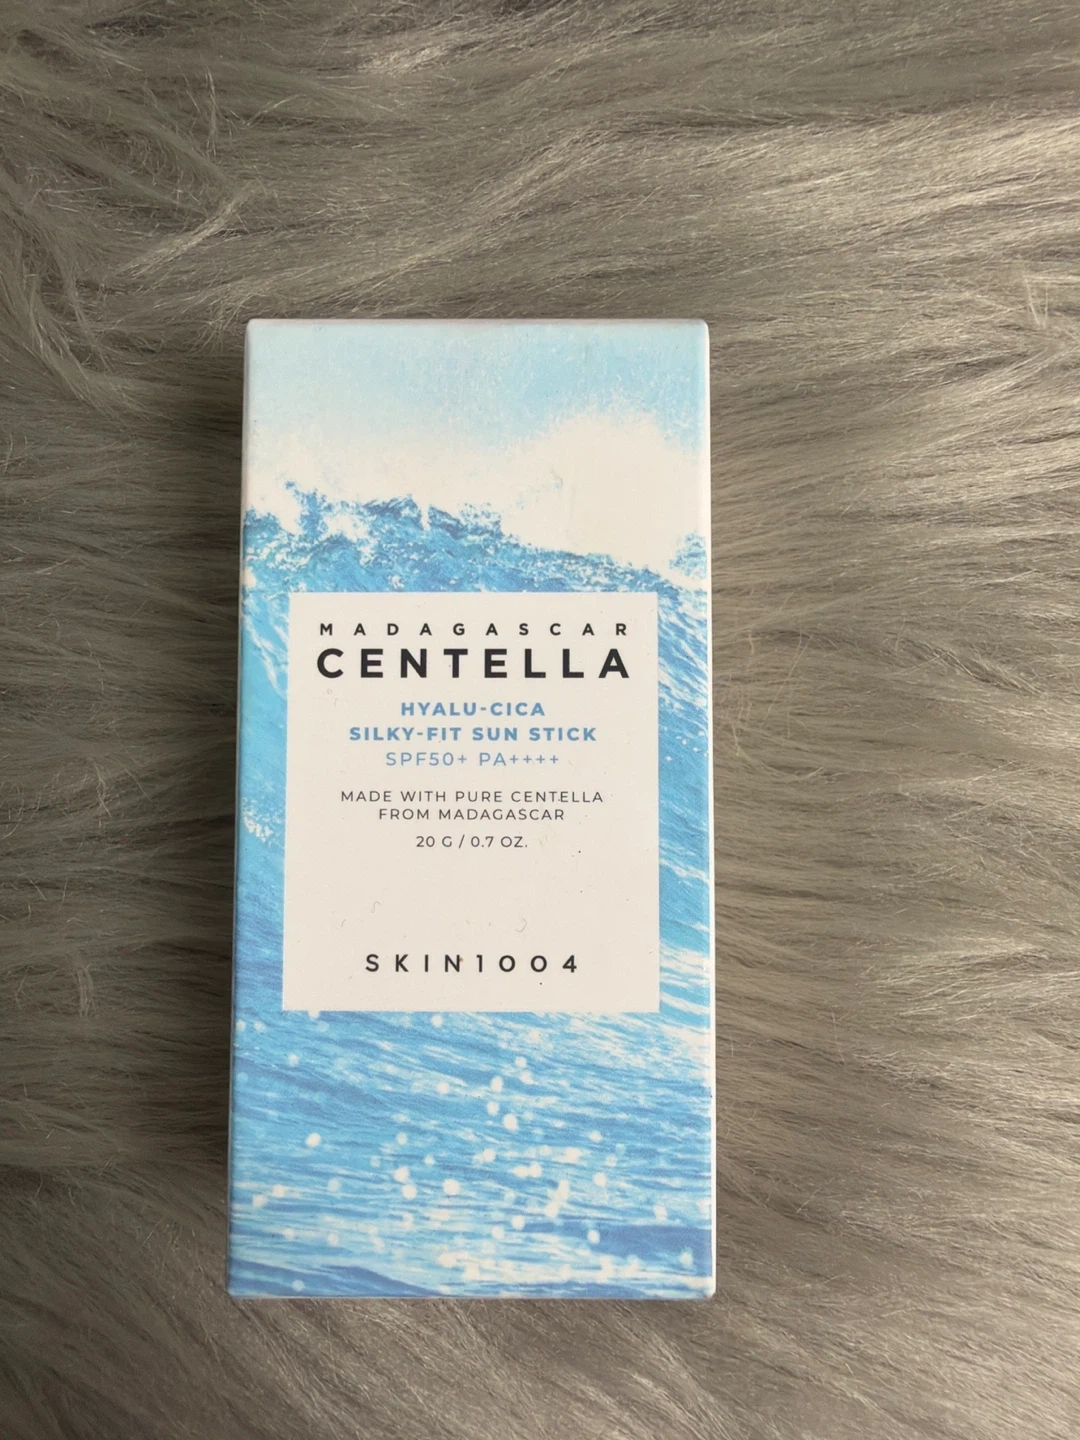 MADAGASCAR
CENTELLA
HYALU-CICA
SILKY-FIT SUN STICK
SPF50+ PA++++
MADE WITH PURE CENTELLA
FROM MADAGASCAR
20 G / 0.7 OZ.
SKIN1004